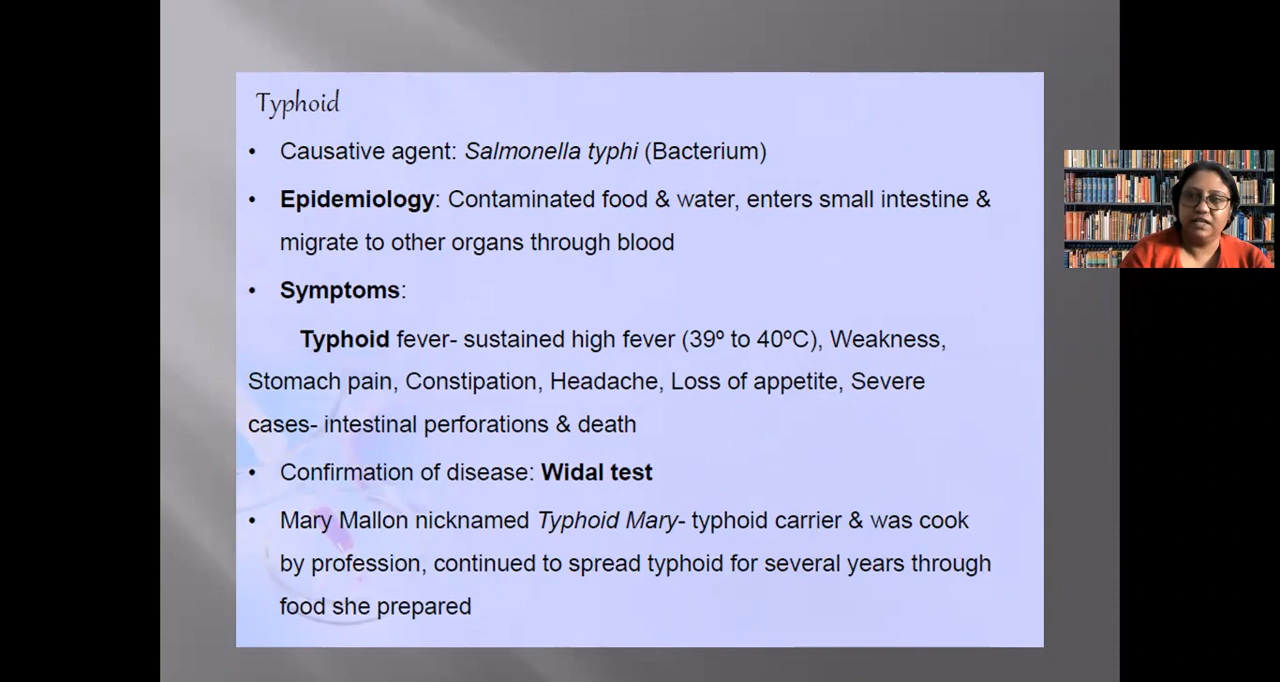 Typhoid
• Causative agent: Salmonella typhi (Bacterium)
• Epidemiology: Contaminated food & water, enters small intestine &
migrate to other organs through blood
• Symptoms:
Typhoid fever- sustained high fever (39º to 40ºC), Weakness,
Stomach pain, Constipation, Headache, Loss of appetite, Severe
cases- intestinal perforations & death
• Confirmation of disease: Widal test
• Mary Mallon nicknamed Typhoid Mary- typhoid carrier & was cook
by profession, continued to spread typhoid for several years through
food she prepared